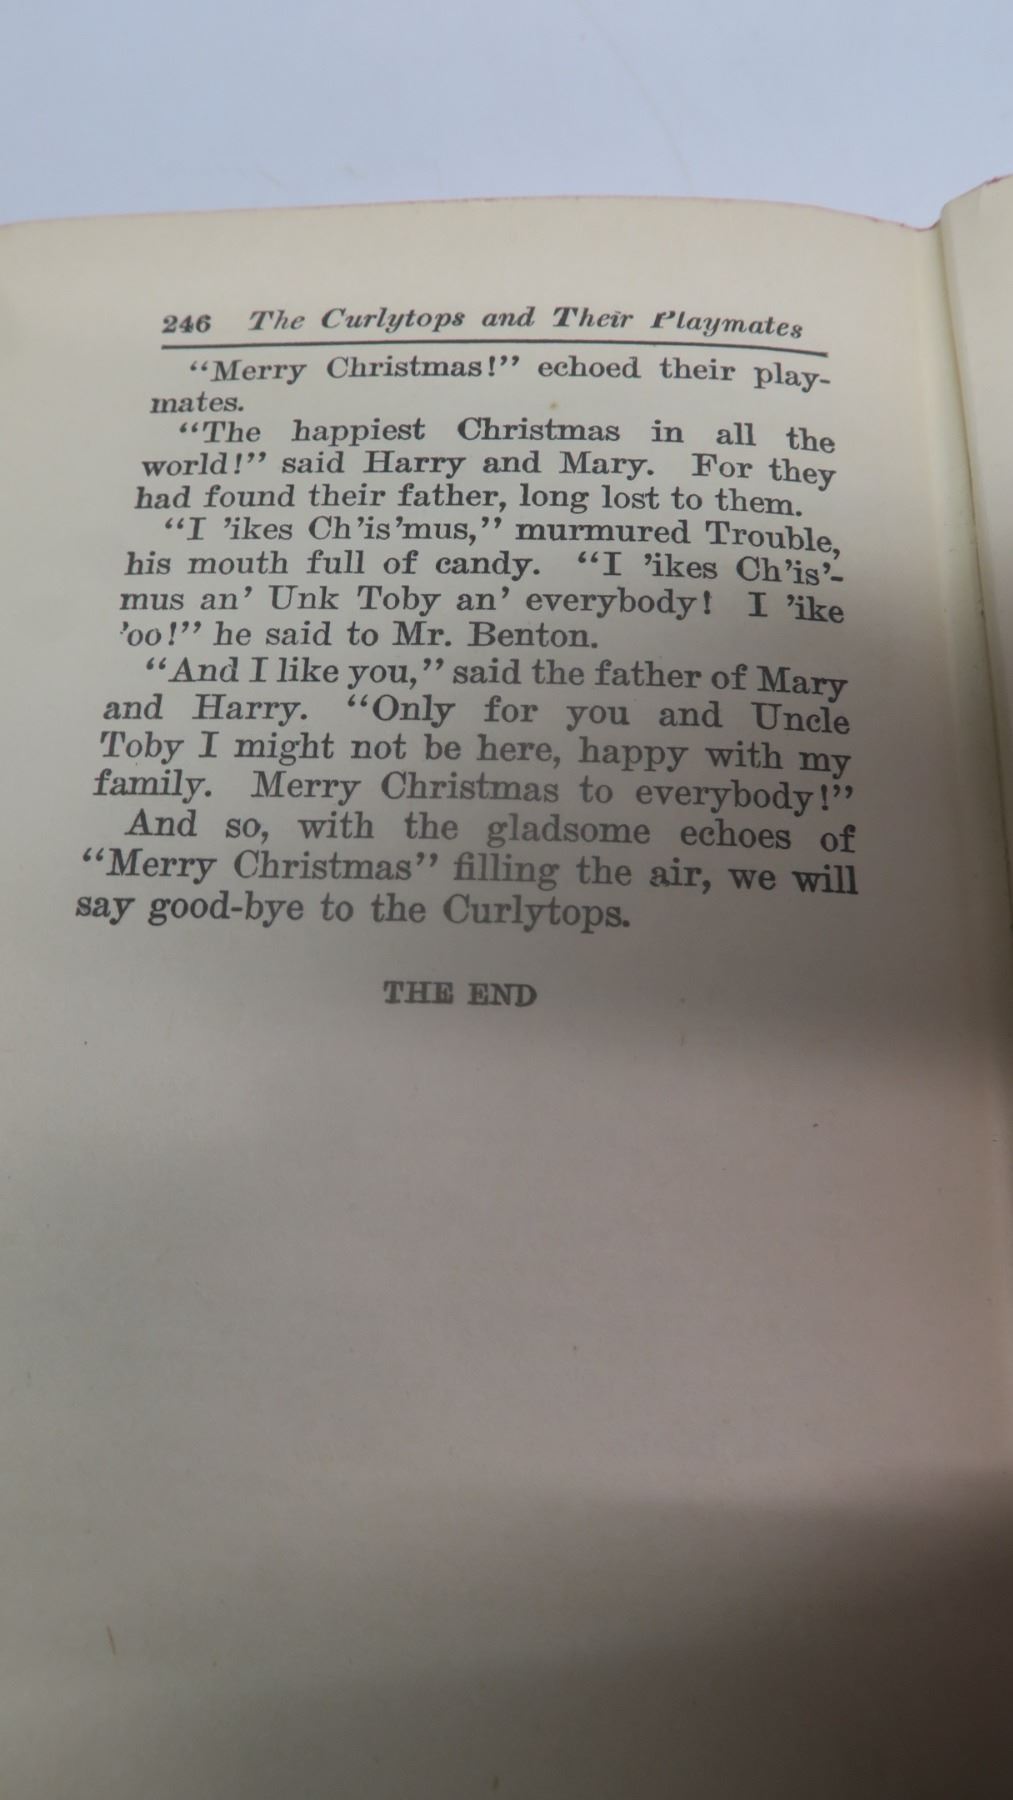 246 The Curlytops and Their Playmates
“Merry Christmas!” echoed their play-
mates.
“The happiest Christmas in all the
world!” said Harry and Mary. For they
had found their father, long lost to them.
“I ’ikes Ch’is’mus,” murmured Trouble,
his mouth full of candy. “I ’ikes Ch’is’-
mus an’ Unk Toby an’ everybody! I ’ike
’oo!” he said to Mr. Benton.
“And I like you,” said the father of Mary
and Harry. “Only for you and Uncle
Toby I might not be here, happy with my
family. Merry Christmas to everybody!”
And so, with the gladsome echoes of
“Merry Christmas” filling the air, we will
say good-bye to the Curlytops.
THE END